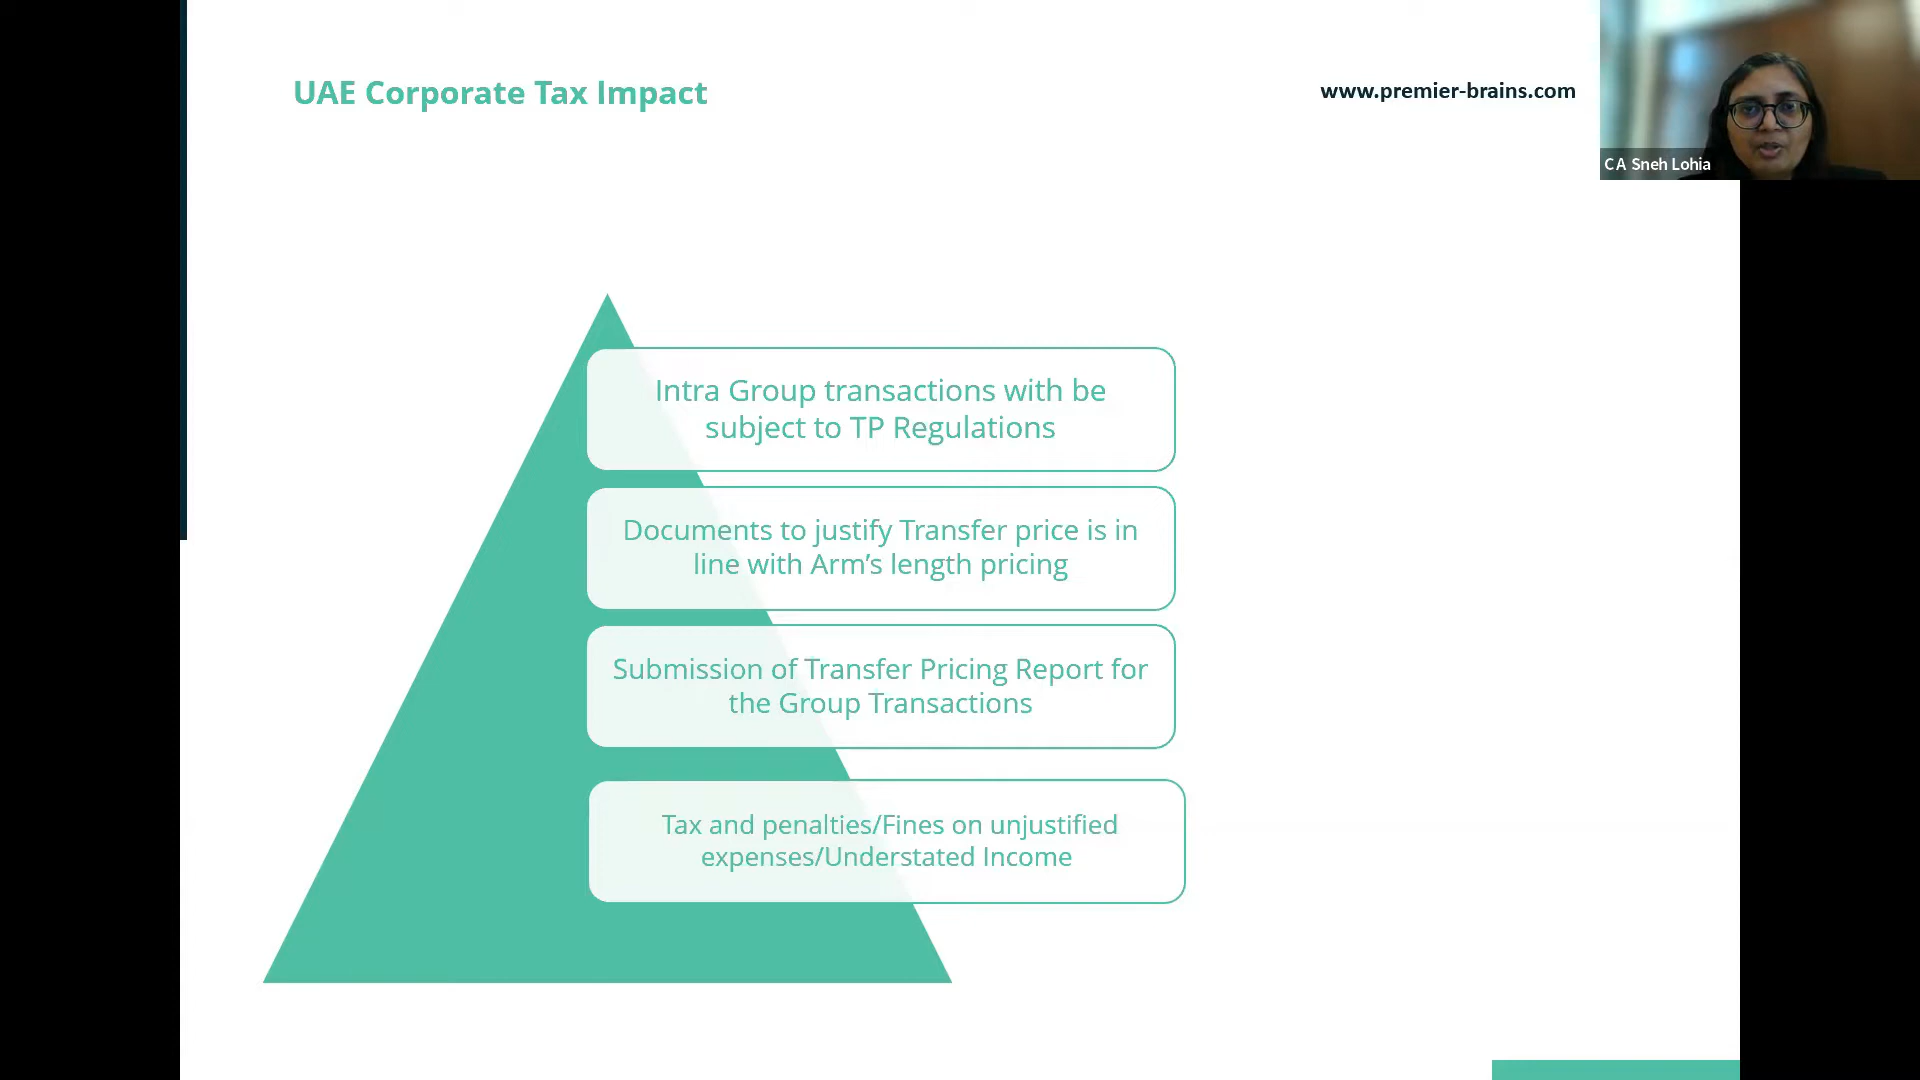 UAE Corporate Tax Impact
www.premier-brains.com
C A Sneh Lohia
Intra Group transactions with be
subject to TP Regulations
Documents to justify Transfer price is in
line with Arm’s length pricing
Submission of Transfer Pricing Report for
the Group Transactions
Tax and penalties/Fines on unjustified
expenses/Understated Income